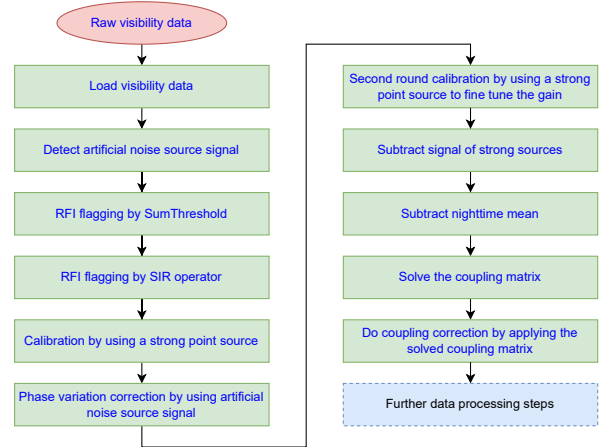 Raw visibility data
Load visibility data
Detect artificial noise source signal
RFI flagging by SumThreshold
RFI flagging by SIR operator
Calibration by using a strong point source
Phase variation correction by using artificial
noise source signal
Second round calibration by using a strong
point source to fine tune the gain
Subtract signal of strong sources
Subtract nighttime mean
Solve the coupling matrix
Do coupling correction by applying the
solved coupling matrix
Further data processing steps